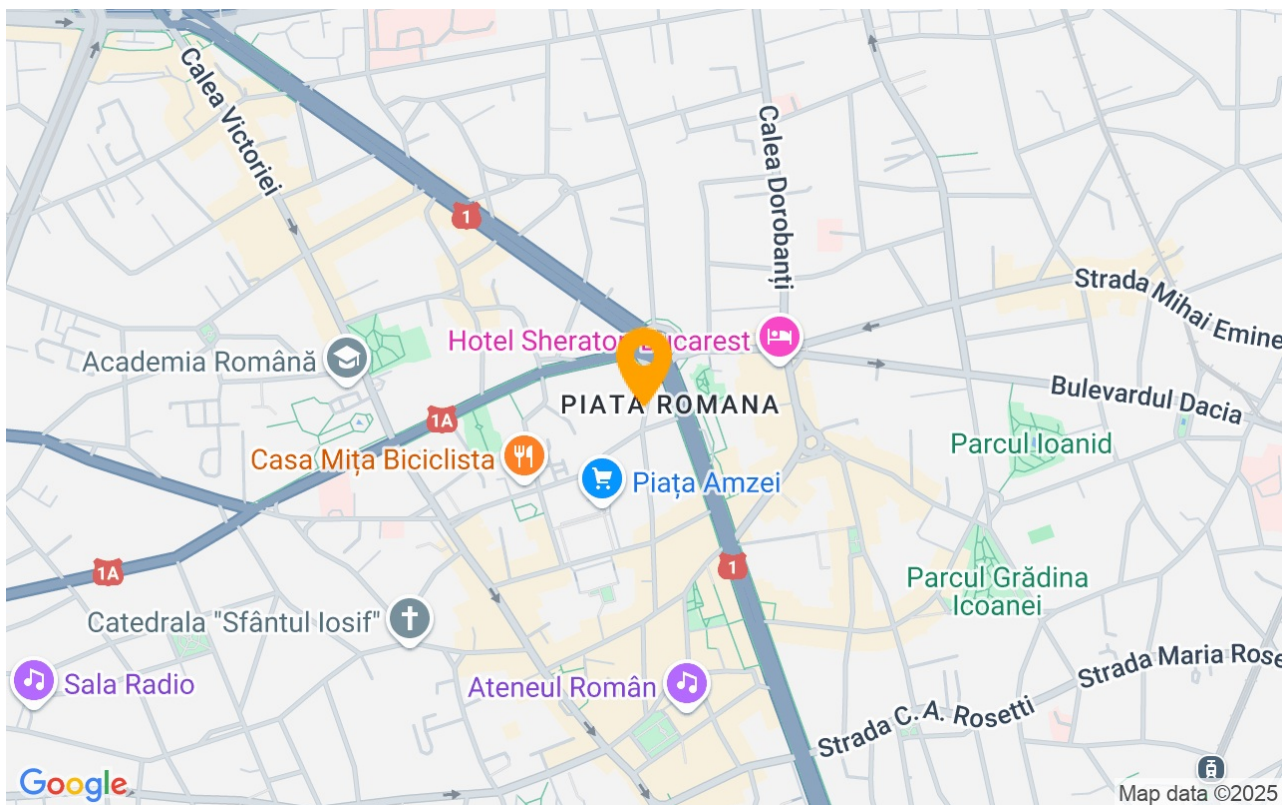 Calea Victoriei
Calea Dorobanți
1
Strada Mihai Emine
Hotel Sheraton Bucarest
Academia Română
PIATA ROMANA
Bulevardul Dacia
1A
Parcul Ioanid
Casa Mița Biciclista
Piața Amzei
1A
1
Parcul Grădina
Icoanei
Catedrala "Sfântul Iosif"
Strada Maria Rose
Sala Radio
Ateneul Român
Strada C. A. Rosetti
Google
Map data ©2025